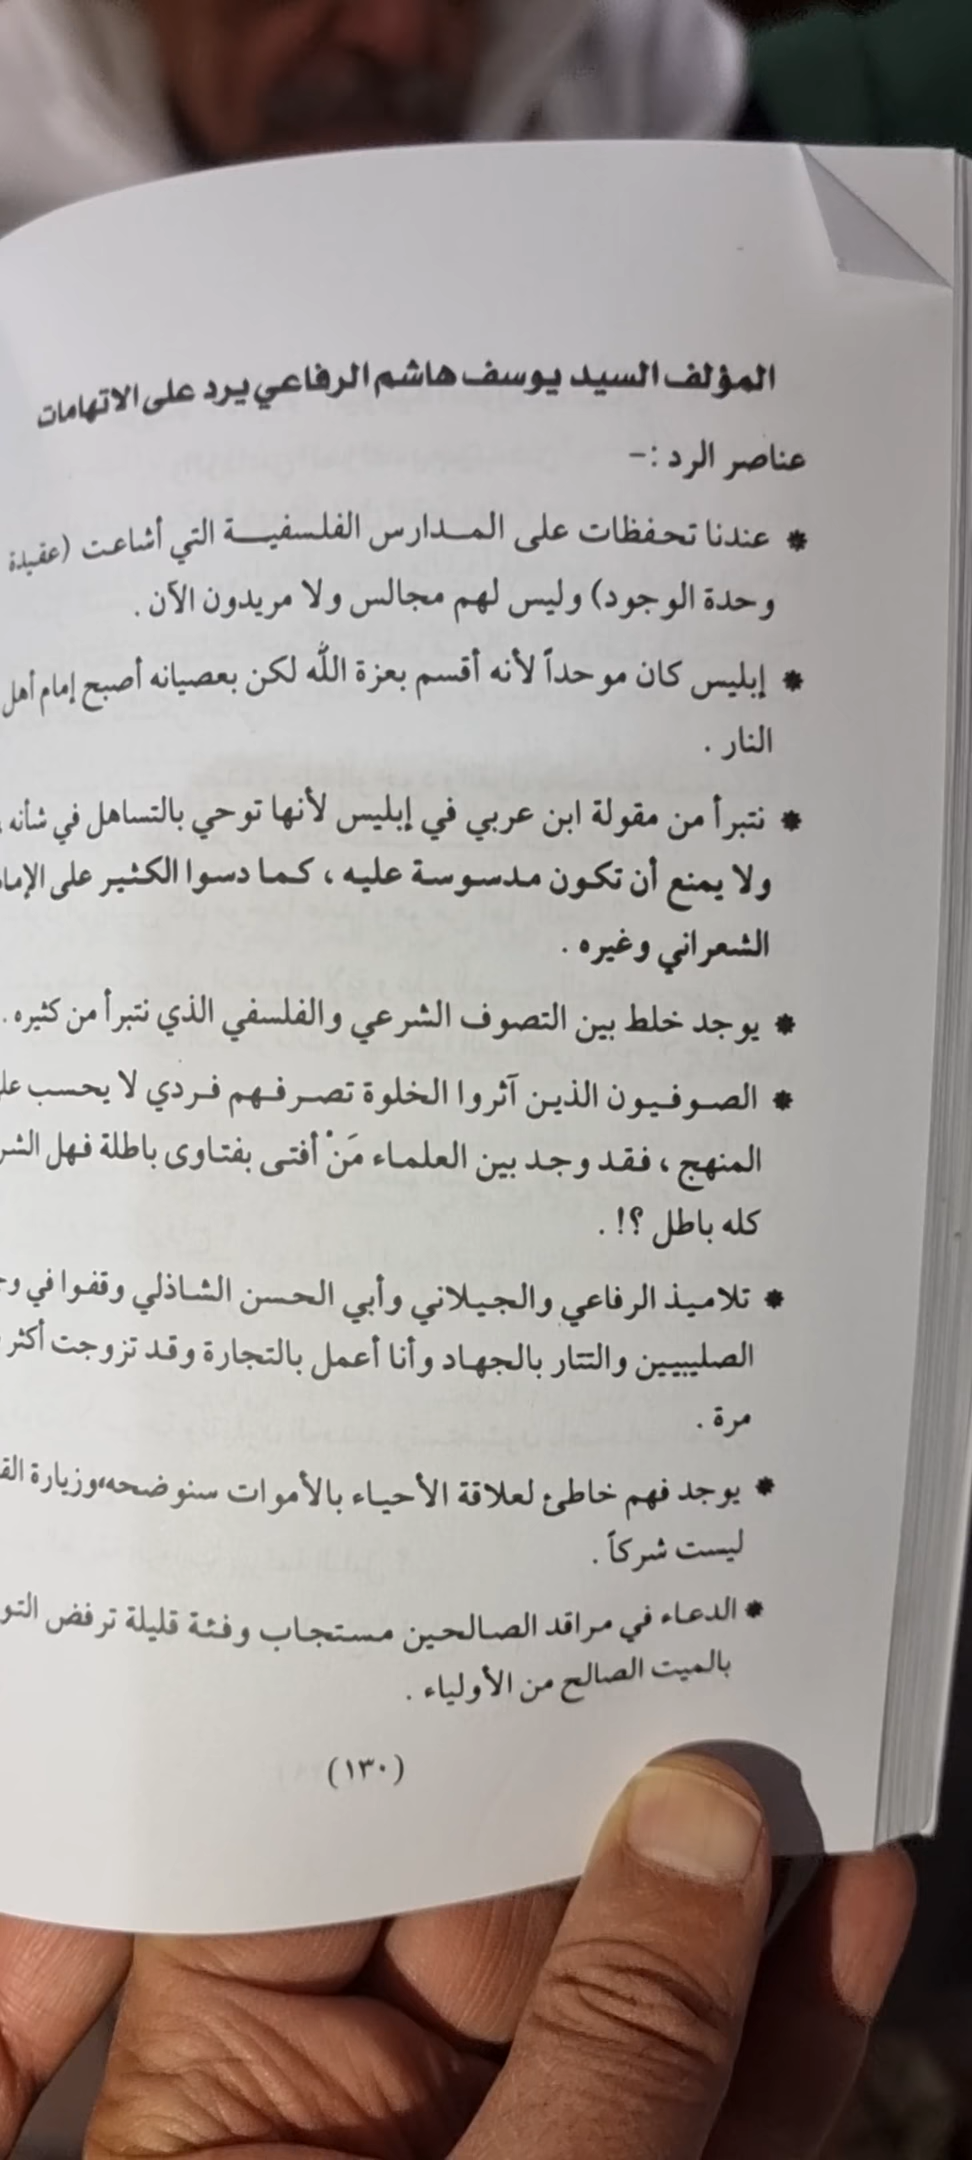 المؤلف السيد يوسف هاشم الرفاعي يرد على الاتهامات
عناصر الرد :-
* عندنا تحفظات على المدارس الفلسفية التي أشاعت (عقيدة
وحدة الوجود) وليس لهم مجالس ولا مريدون الآن .
* إبليس كان موحداً لأنه أقسم بعزة الله لكن بعصيانه أصبح إمام أهل
النار .
* نتبرأ من مقولة ابن عربي في إبليس لأنها توحي بالتساهل في شأنه
ولا يمنع أن تكون مدسوسة عليه ، كما دسوا الكثير على
الشعراني وغيره .
* يوجد خلط بين التصوف الشرعي والفلسفي الذي نتبرأ من كثيره .
* الصوفيون الذين آثروا الخلوة تصرفهم فردي لا يحسب
المنهج ، فقد وجد بين العلماء مَنْ أفتى بفتاوى باطلة فهل
كله باطل ؟! .
* تلاميذ الرفاعي والجيلاني وأبي الحسن الشاذلي وقفوا في
الصليبيين والتتار بالجهاد وأنا أعمل بالتجارة وقد تزوجت أكثر
مرة .
* يوجد فهم خاطئ لعلاقة الأحياء بالأموات سنوضحه،وزيارة
ليست شركاً .
* الدعاء في مراقد الصالحين مستجاب وفئة قليلة ترفض
بالميت الصالح من الأولياء .
(١٣٠)